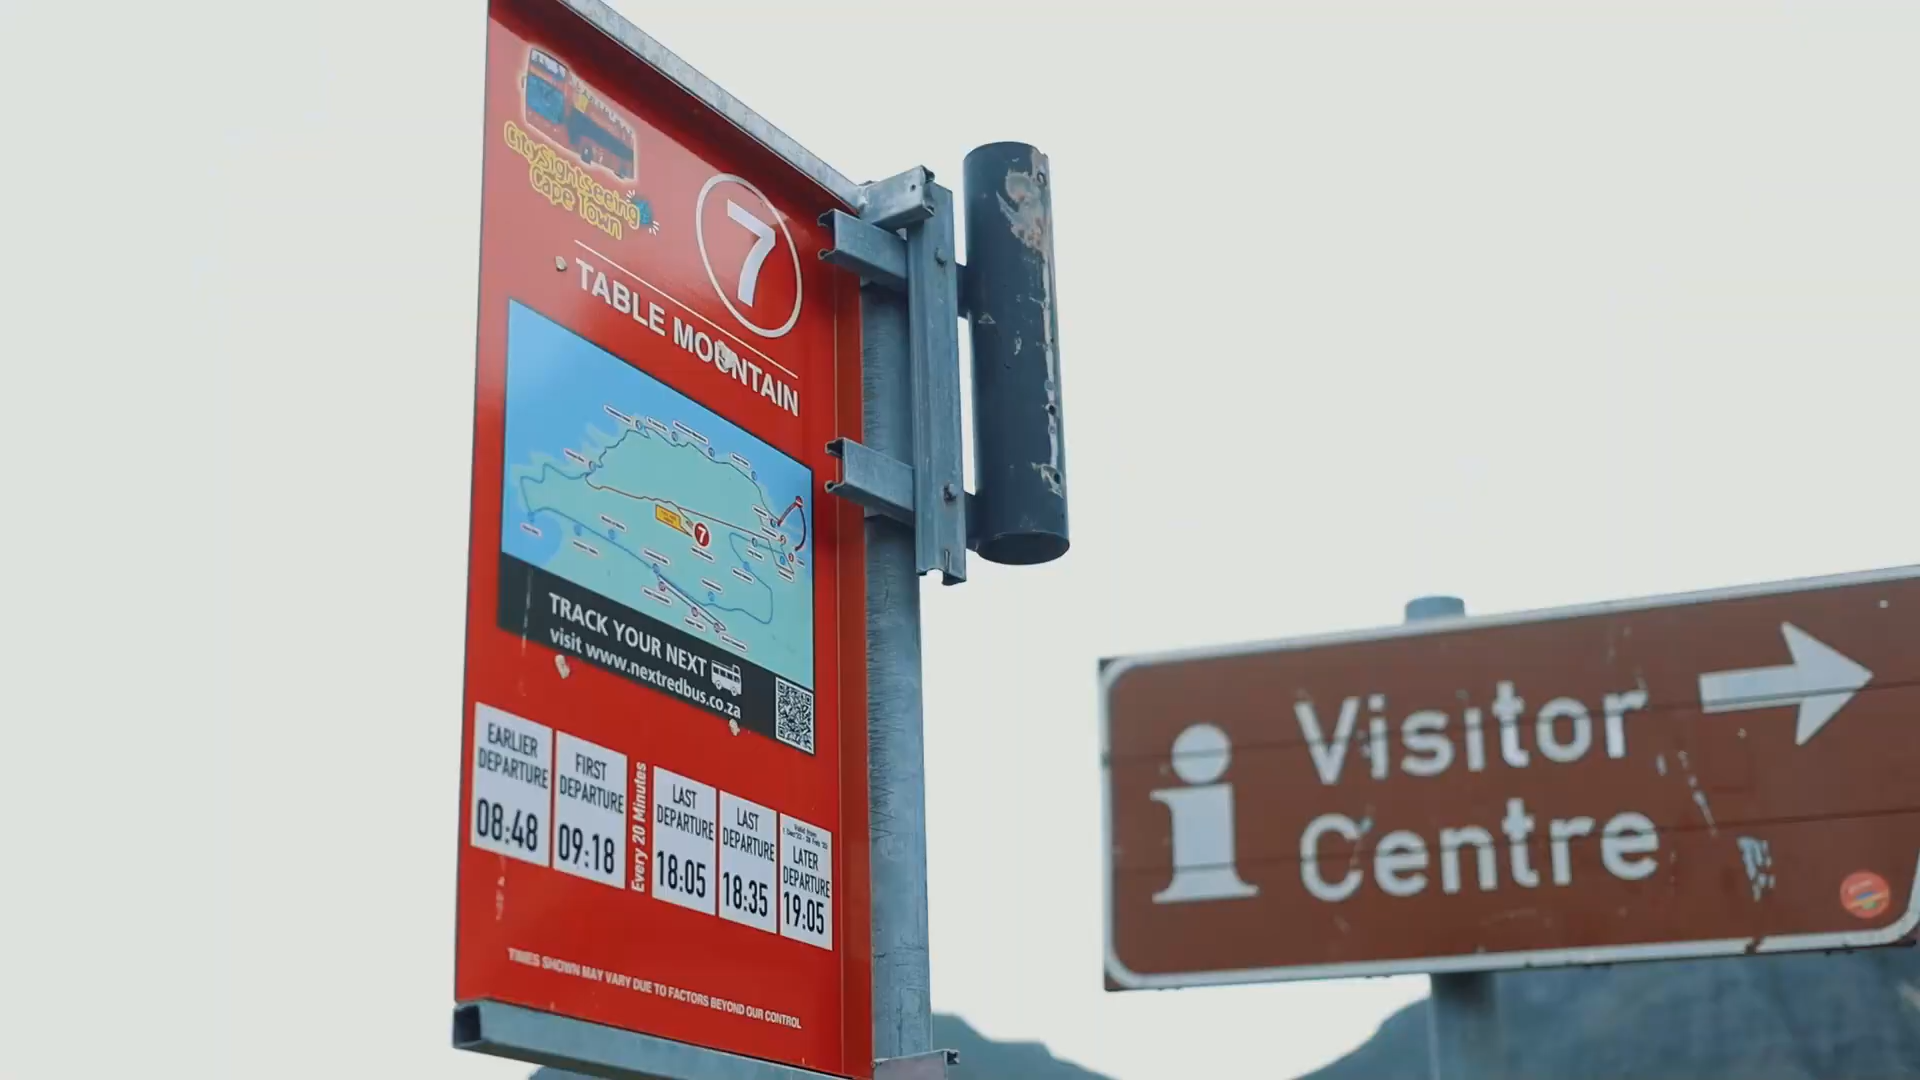 City Sightseeing
Cape Town
7
TABLE MOUNTAIN
7
TRACK YOUR NEXT
visit www.nextredbus.co.za
EARLIER
DEPARTURE
08:48
FIRST
DEPARTURE
09:18
Every 20 Minutes
LAST
DEPARTURE
18:05
LAST
DEPARTURE
18:35
LATER
DEPARTURE
19:05
TIMES SHOWN MAY VARY DUE TO FACTORS BEYOND OUR CONTROL
i
Visitor
Centre